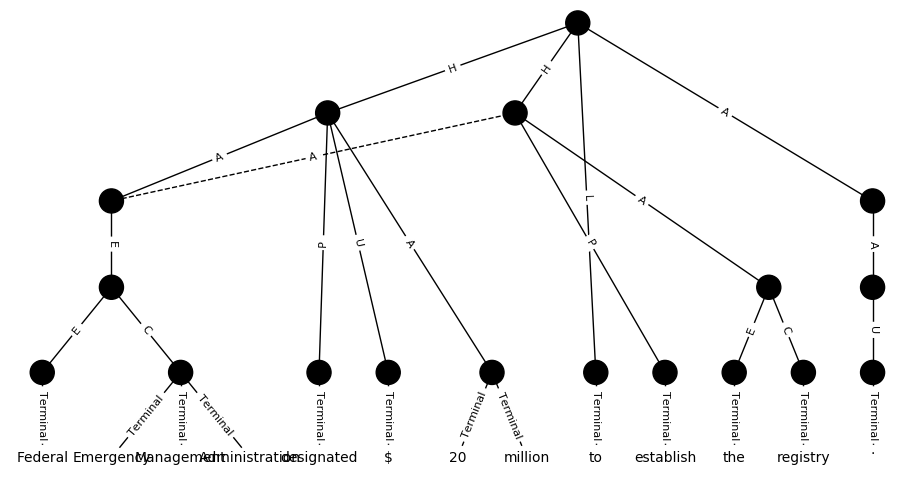 H
H
A
A
A
L
A
E
P
U
A
P
A
E
C
E
C
U
Terminal Terminal Terminal Terminal Terminal Terminal Terminal Terminal Terminal Terminal Terminal Terminal Terminal Terminal
Federal Emergency Management Administration designated $ 20 million to establish the registry .